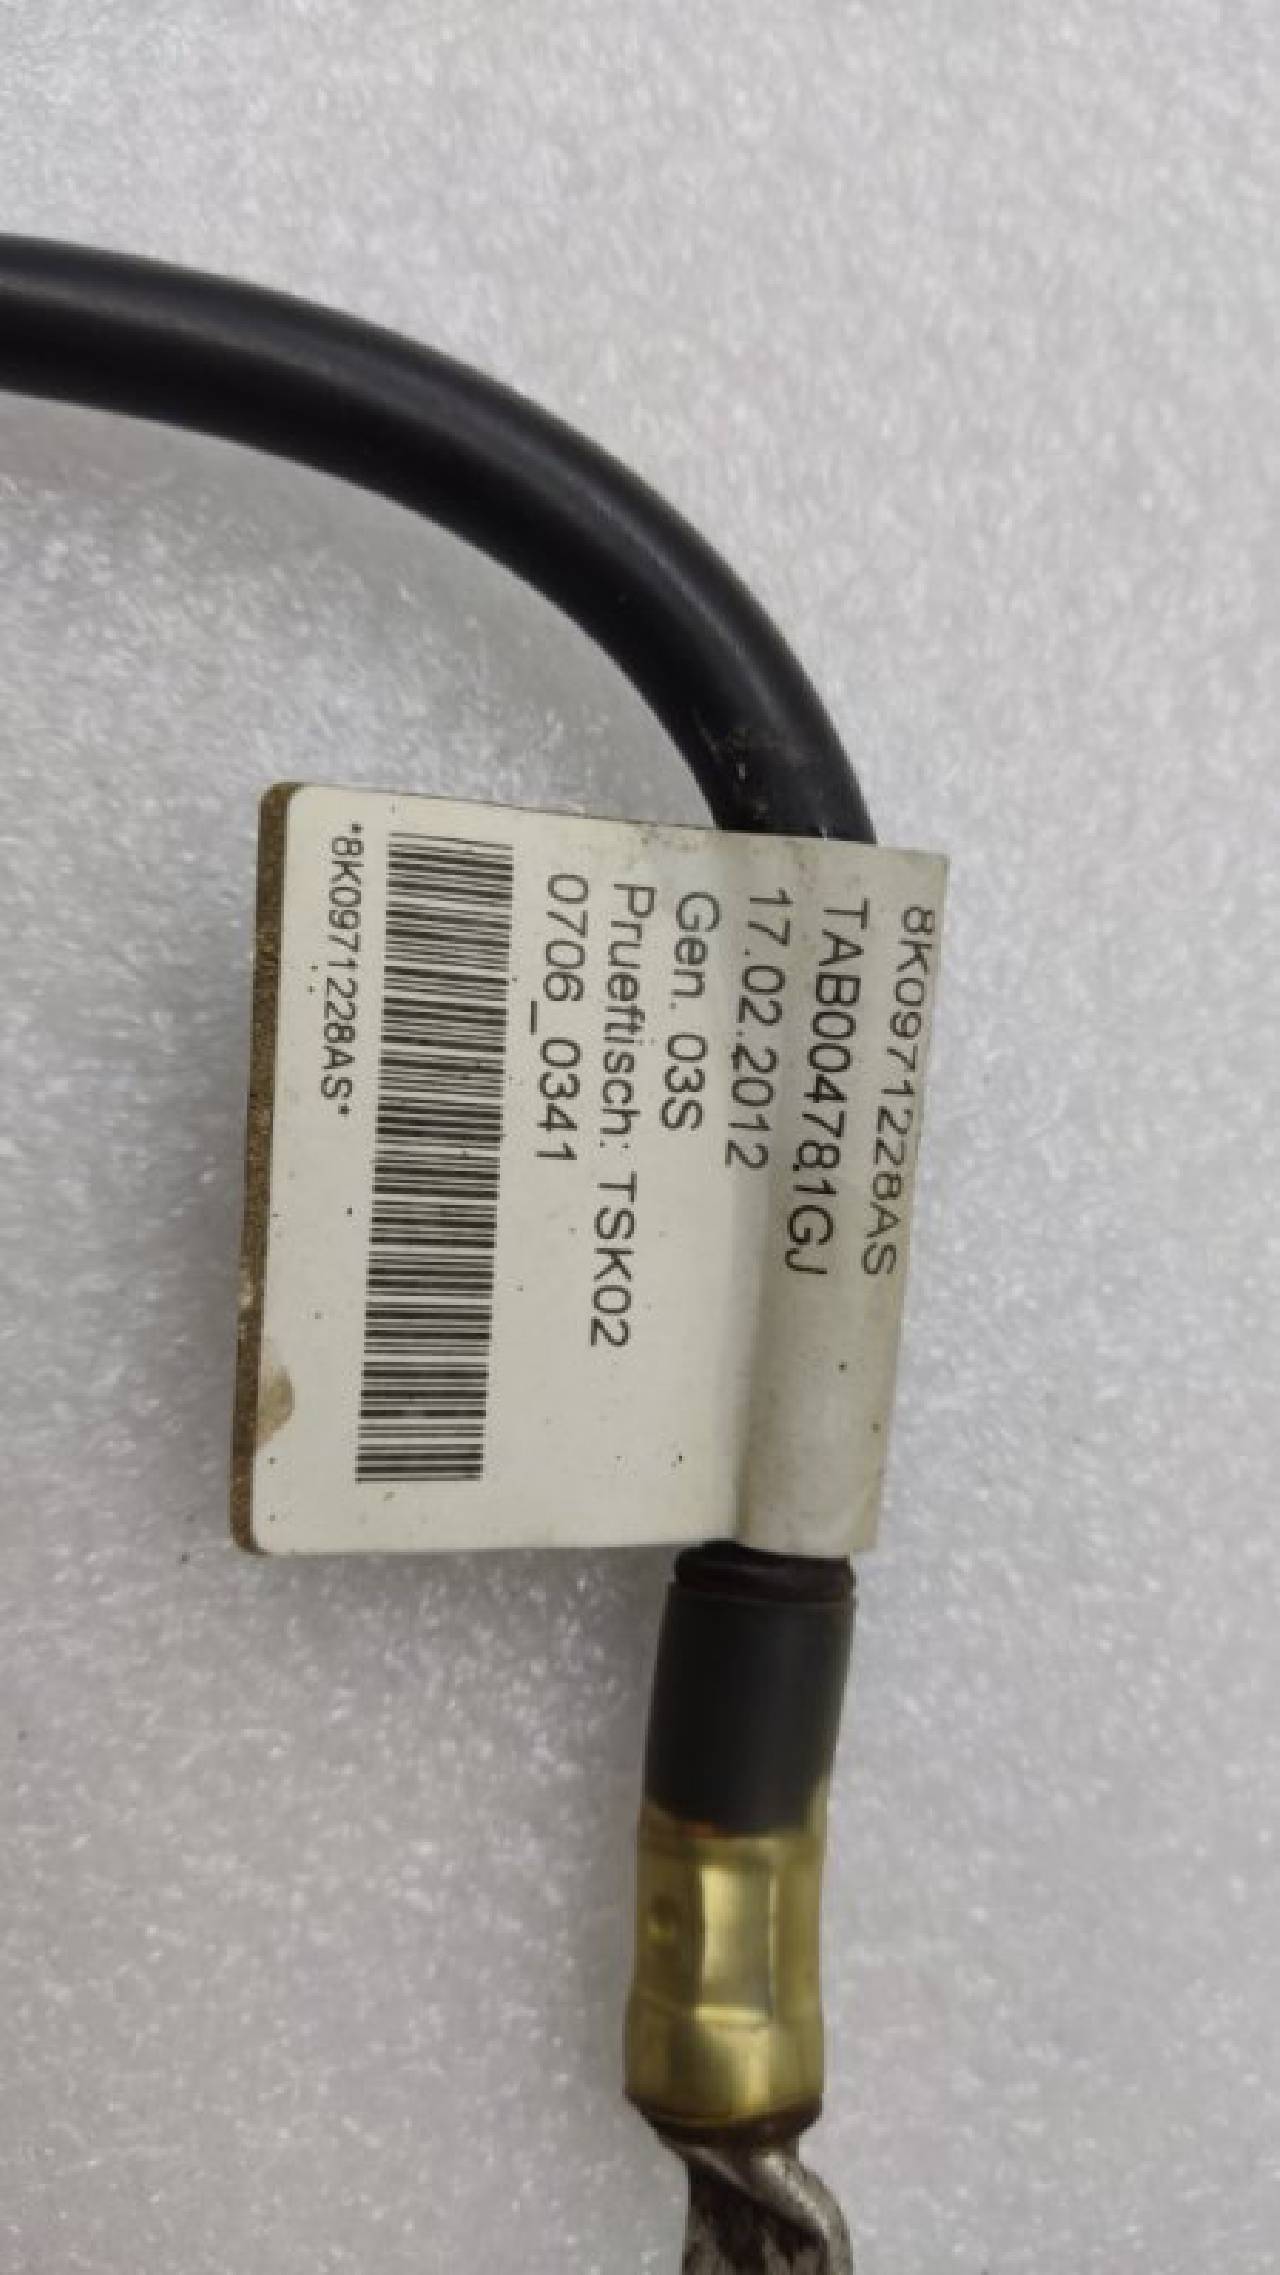 8K0971228AS
TAB004781GJ
17.02.2012
Gen. 03S
Prueftisch: TSK02
0706_0341
*8K0971228AS*